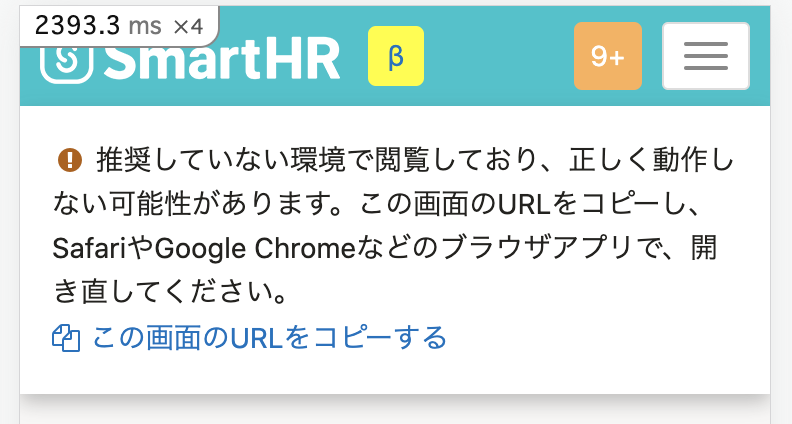 2393.3 ms ×4
SmartHR
β
9+
推奨していない環境で閲覧しており、正しく動作し
ない可能性があります。この画面のURLをコピーし、
SafariやGoogle Chromeなどのブラウザアプリで、開
き直してください。
この画面のURLをコピーする